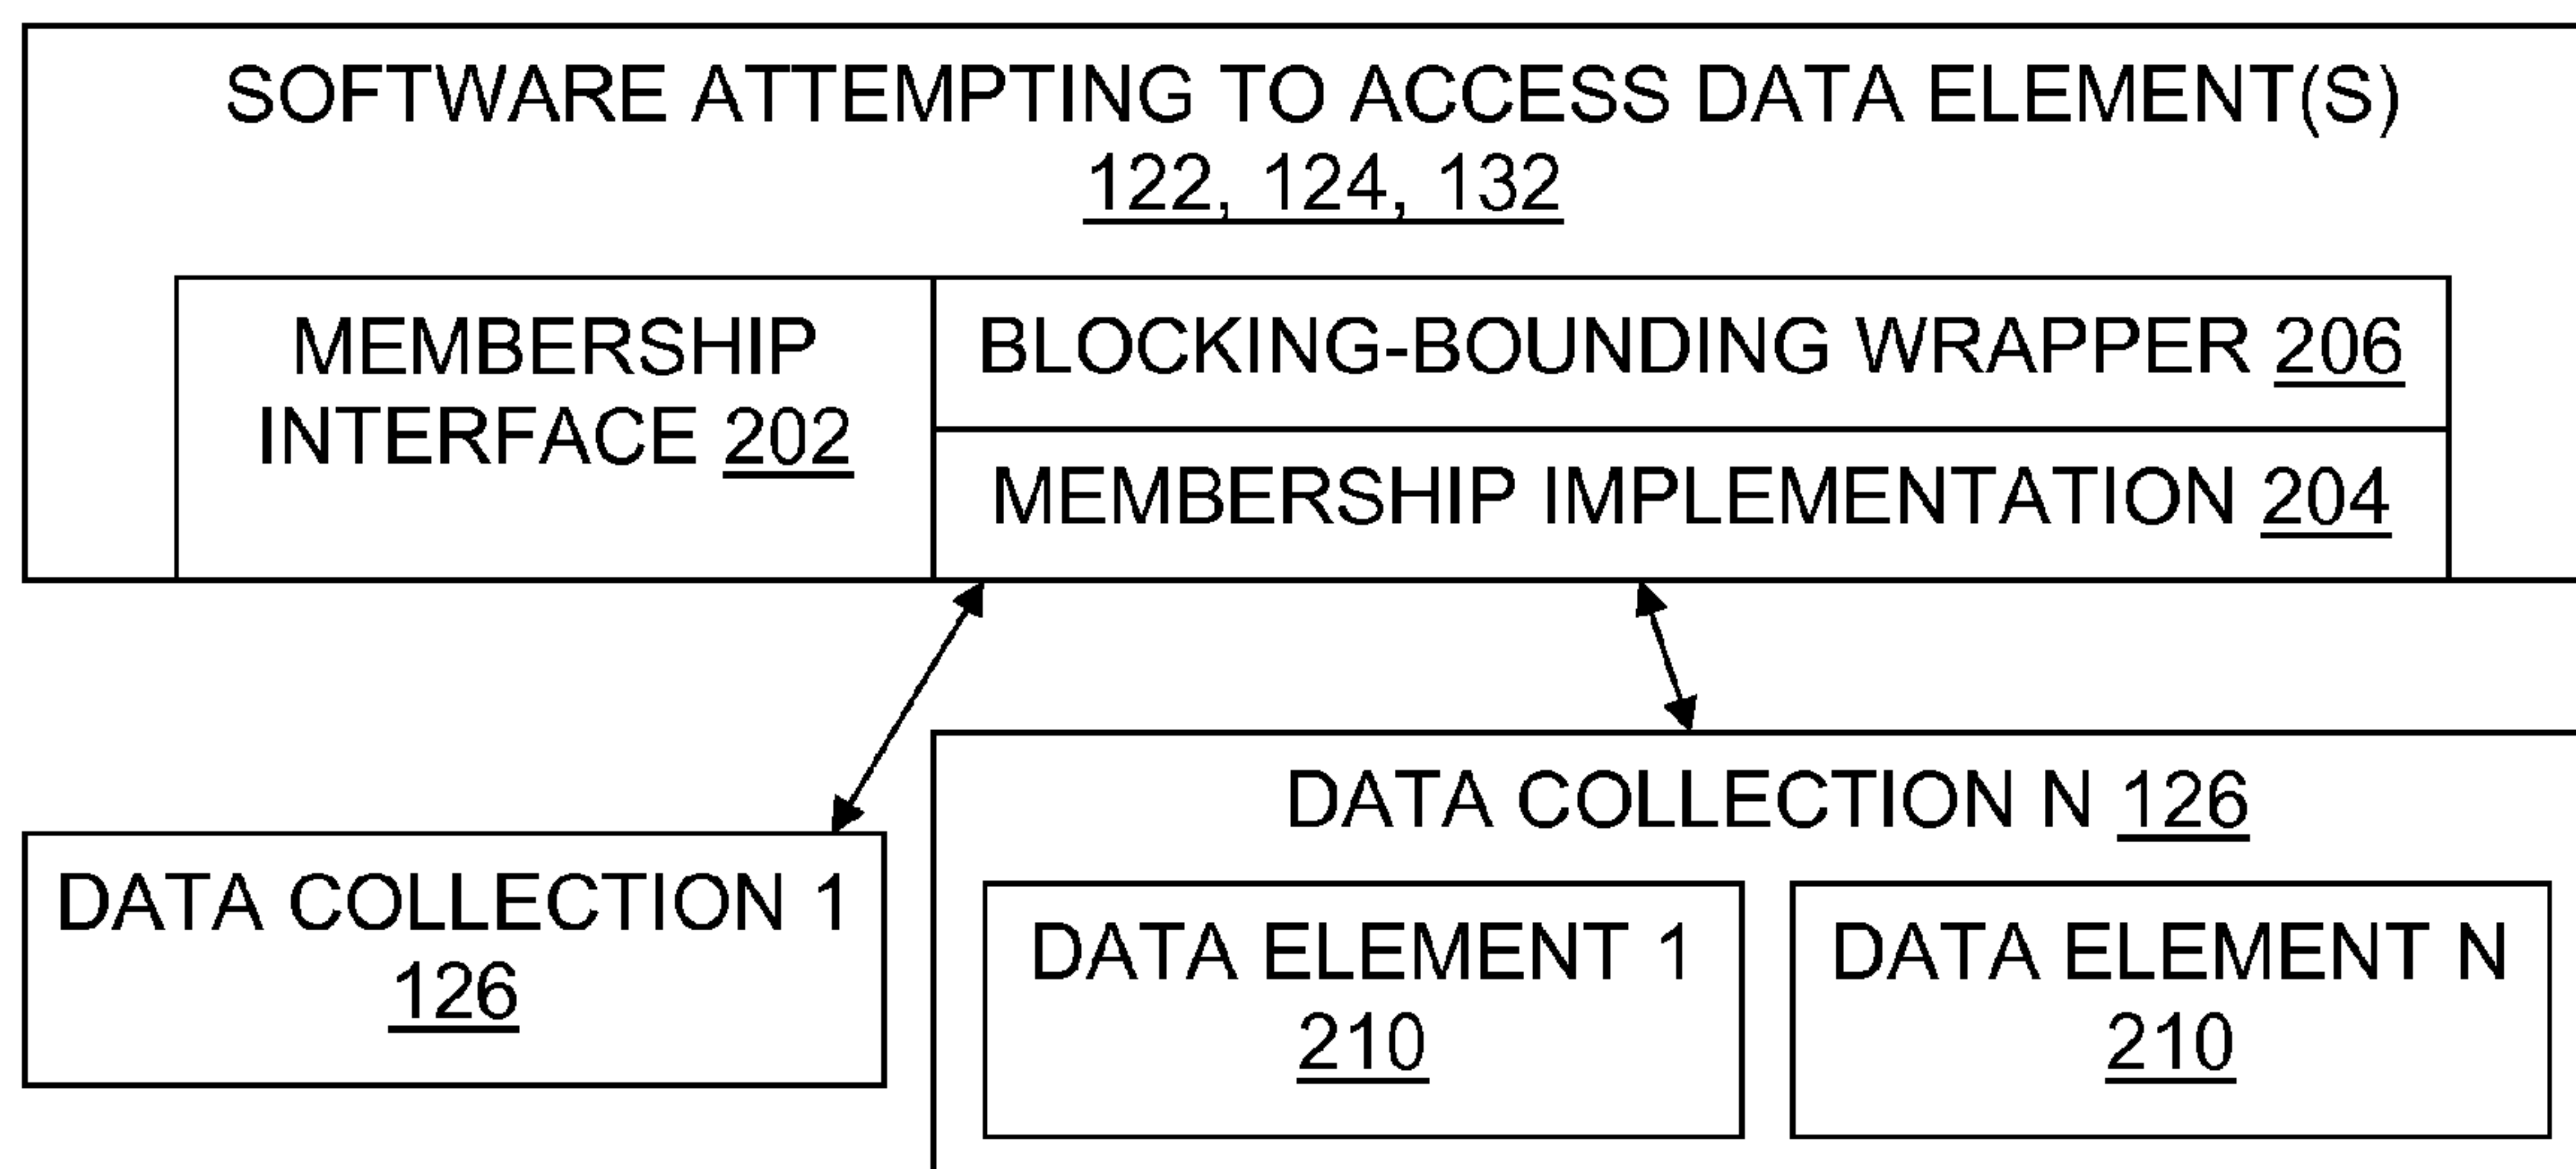 SOFTWARE ATTEMPTING TO ACCESS DATA ELEMENT(S)
122, 124, 132
MEMBERSHIP
INTERFACE 202
BLOCKING-BOUNDING WRAPPER 206
MEMBERSHIP IMPLEMENTATION 204
DATA COLLECTION 1
126
DATA COLLECTION N 126
DATA ELEMENT 1
210
DATA ELEMENT N
210